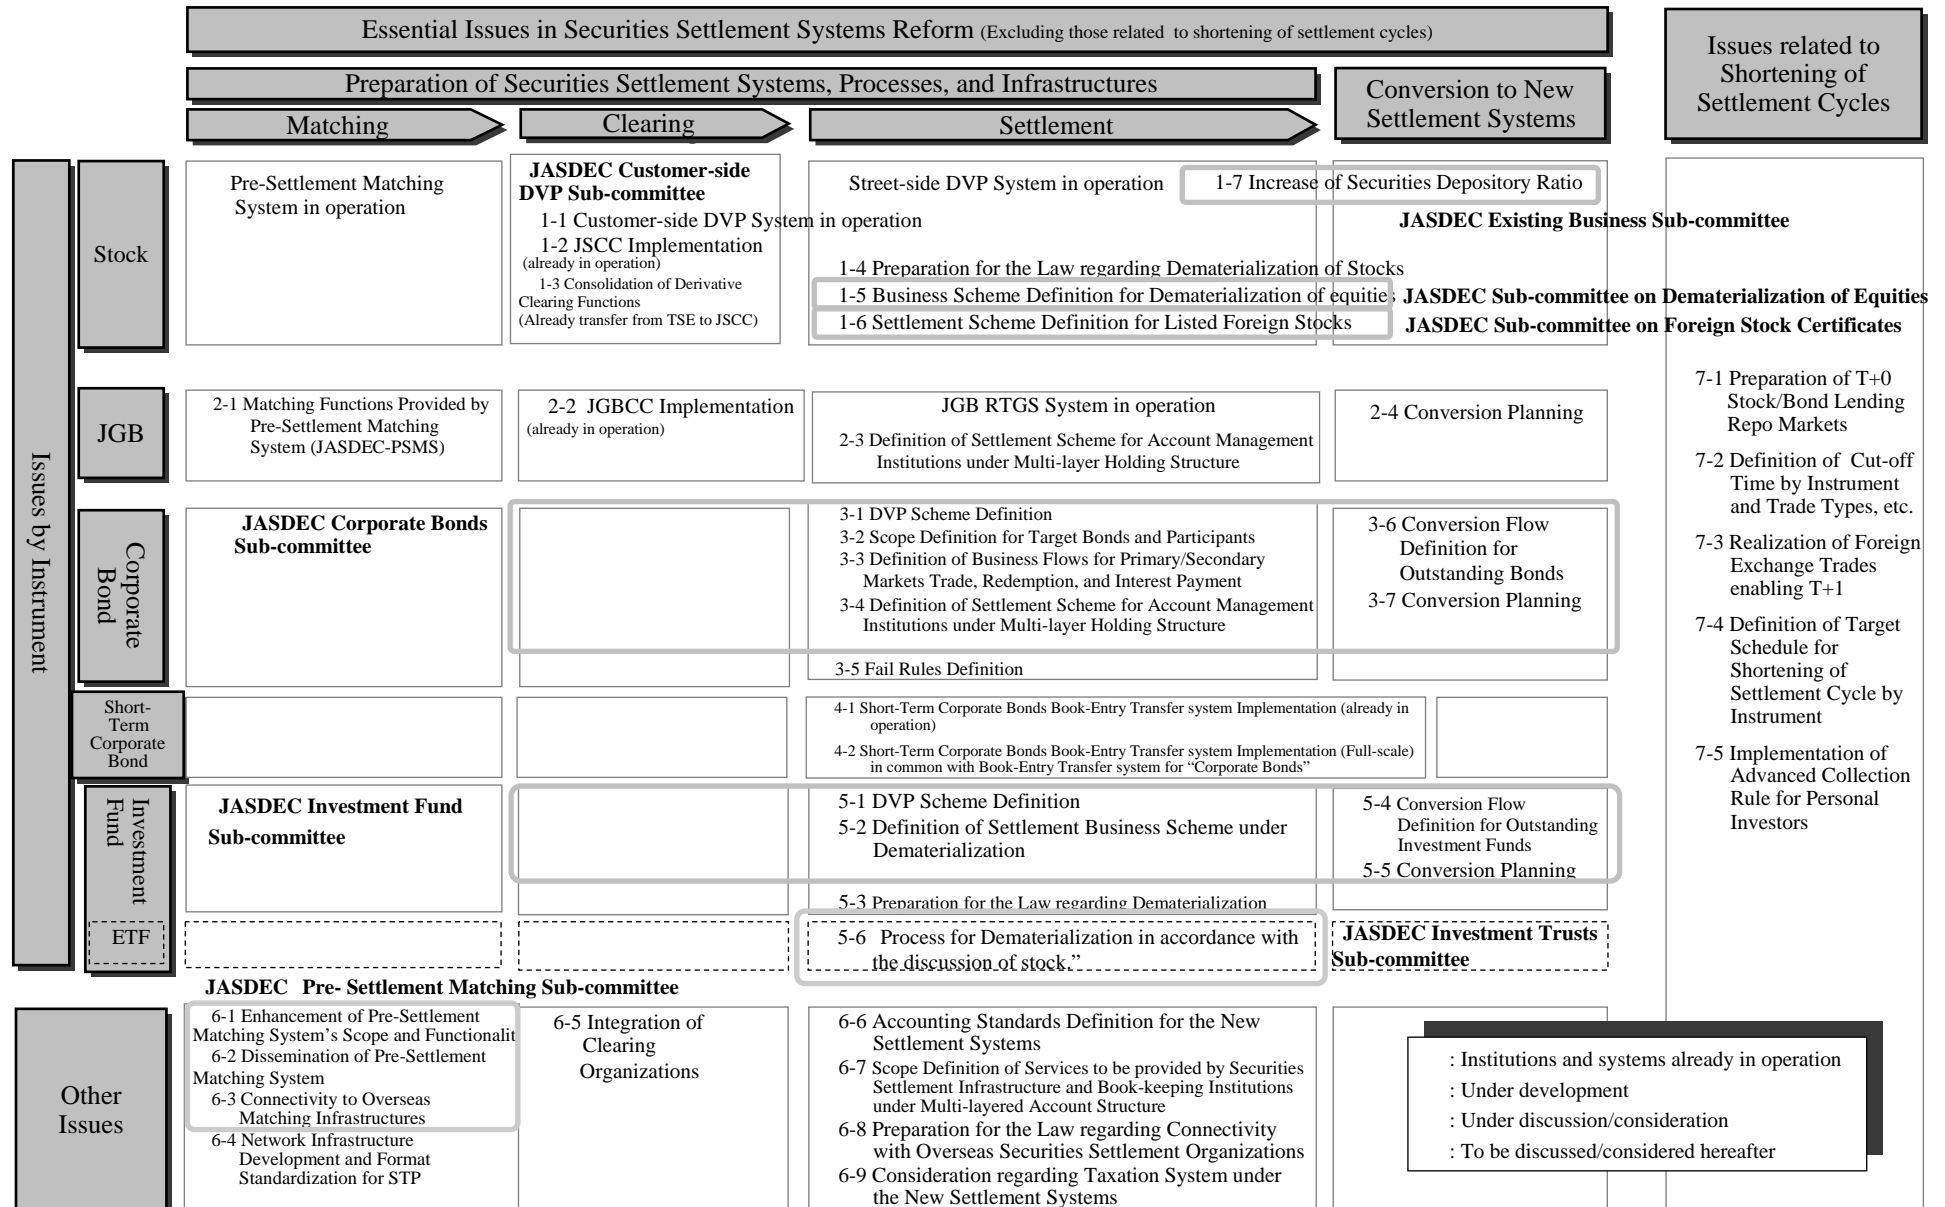 Essential Issues in Securities Settlement Systems Reform (Excluding those related to shortening of settlement cycles)
Preparation of Securities Settlement Systems, Processes, and Infrastructures
Conversion to New
Settlement Systems
Issues related to
Shortening of
Settlement Cycles
Matching
Clearing
Settlement
Issues by Instrument
Stock
Pre-Settlement Matching
System in operation
JASDEC Customer-side
DVP Sub-committee
1-1 Customer-side DVP System in operation
1-2 JSCC Implementation
(already in operation)
1-3 Consolidation of Derivative
Clearing Functions
(Already transfer from TSE to JSCC)
Street-side DVP System in operation
1-7 Increase of Securities Depository Ratio
JASDEC Existing Business Sub-committee
1-4 Preparation for the Law regarding Dematerialization of Stocks
1-5 Business Scheme Definition for Dematerialization of equities
JASDEC Sub-committee on Dematerialization of Equities
1-6 Settlement Scheme Definition for Listed Foreign Stocks
JASDEC Sub-committee on Foreign Stock Certificates
JGB
2-1 Matching Functions Provided by
Pre-Settlement Matching
System (JASDEC-PSMS)
2-2 JGBCC Implementation
(already in operation)
JGB RTGS System in operation
2-3 Definition of Settlement Scheme for Account Management
Institutions under Multi-layer Holding Structure
2-4 Conversion Planning
Corporate
Bond
JASDEC Corporate Bonds
Sub-committee
3-1 DVP Scheme Definition
3-2 Scope Definition for Target Bonds and Participants
3-3 Definition of Business Flows for Primary/Secondary
Markets Trade, Redemption, and Interest Payment
3-4 Definition of Settlement Scheme for Account Management
Institutions under Multi-layer Holding Structure
3-5 Fail Rules Definition
3-6 Conversion Flow
Definition for
Outstanding Bonds
3-7 Conversion Planning
Short-
Term
Corporate
Bond
4-1 Short-Term Corporate Bonds Book-Entry Transfer system Implementation (already in
operation)
4-2 Short-Term Corporate Bonds Book-Entry Transfer system Implementation (Full-scale)
in common with Book-Entry Transfer system for “Corporate Bonds”
Investment
Fund
JASDEC Investment Fund
Sub-committee
5-1 DVP Scheme Definition
5-2 Definition of Settlement Business Scheme under
Dematerialization
5-3 Preparation for the Law regarding Dematerialization
5-4 Conversion Flow
Definition for Outstanding
Investment Funds
5-5 Conversion Planning
ETF
5-6 Process for Dematerialization in accordance with
the discussion of stock.”
JASDEC Investment Trusts
Sub-committee
JASDEC Pre- Settlement Matching Sub-committee
Other
Issues
6-1 Enhancement of Pre-Settlement
Matching System’s Scope and Functionalit
6-2 Dissemination of Pre-Settlement
Matching System
6-3 Connectivity to Overseas
Matching Infrastructures
6-4 Network Infrastructure
Development and Format
Standardization for STP
6-5 Integration of
Clearing
Organizations
6-6 Accounting Standards Definition for the New
Settlement Systems
6-7 Scope Definition of Services to be provided by Securities
Settlement Infrastructure and Book-keeping Institutions
under Multi-layered Account Structure
6-8 Preparation for the Law regarding Connectivity
with Overseas Securities Settlement Organizations
6-9 Consideration regarding Taxation System under
the New Settlement Systems
7-1 Preparation of T+0
Stock/Bond Lending
Repo Markets
7-2 Definition of Cut-off
Time by Instrument
and Trade Types, etc.
7-3 Realization of Foreign
Exchange Trades
enabling T+1
7-4 Definition of Target
Schedule for
Shortening of
Settlement Cycle by
Instrument
7-5 Implementation of
Advanced Collection
Rule for Personal
Investors
: Institutions and systems already in operation
: Under development
: Under discussion/consideration
: To be discussed/considered hereafter